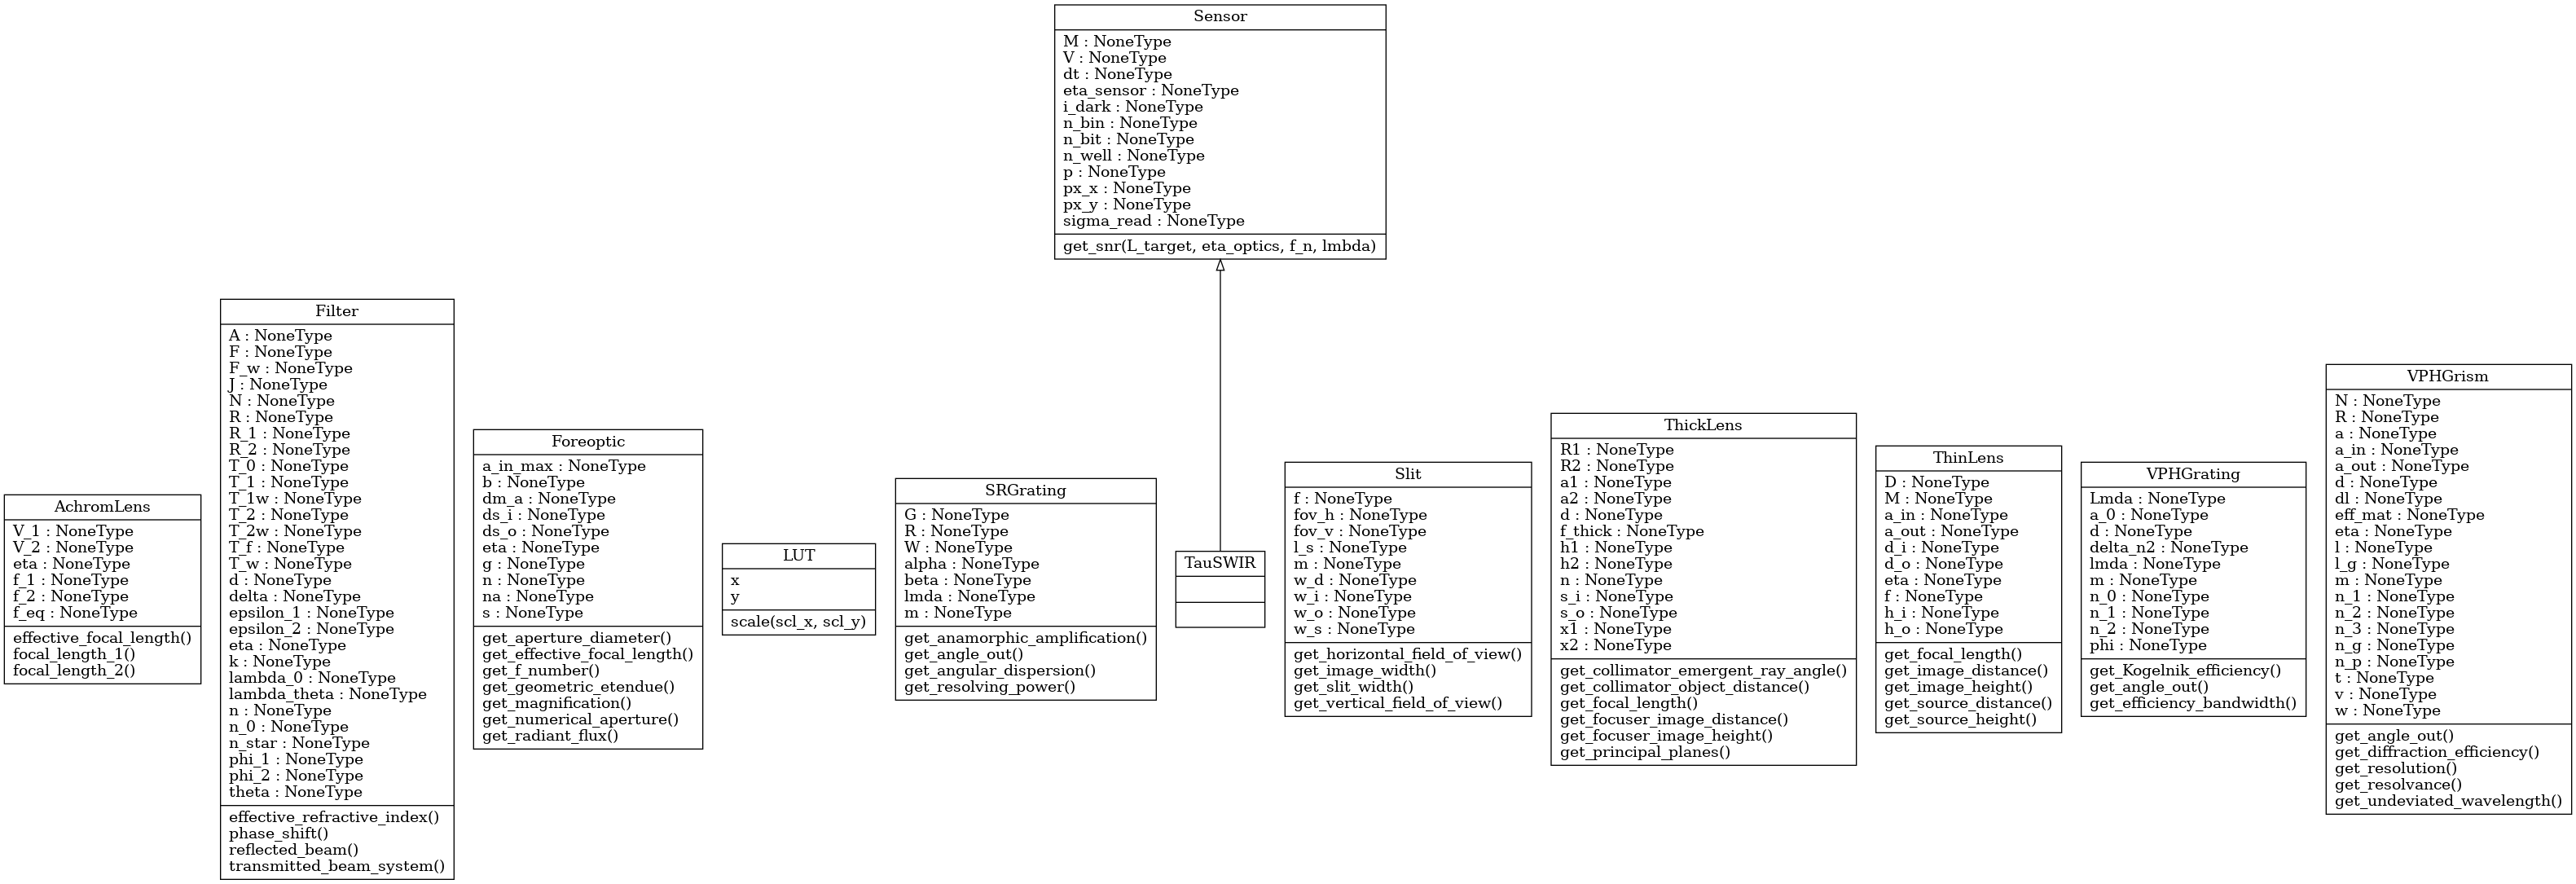 Sensor
M : NoneType
V : NoneType
dt : NoneType
eta_sensor : NoneType
i_dark : NoneType
n_bin : NoneType
n_bit : NoneType
n_well : NoneType
p : NoneType
px_x : NoneType
px_y : NoneType
sigma_read : NoneType
get_snr(L_target, eta_optics, f_n, lmbda)
AchromLens
V_1 : NoneType
V_2 : NoneType
eta : NoneType
f_1 : NoneType
f_2 : NoneType
f_eq : NoneType
effective_focal_length()
focal_length_1()
focal_length_2()
Filter
A : NoneType
F : NoneType
F_w : NoneType
J : NoneType
N : NoneType
R : NoneType
R_1 : NoneType
R_2 : NoneType
T_0 : NoneType
T_1 : NoneType
T_1w : NoneType
T_2 : NoneType
T_2w : NoneType
T_f : NoneType
T_w : NoneType
d : NoneType
delta : NoneType
epsilon_1 : NoneType
epsilon_2 : NoneType
eta : NoneType
k : NoneType
lambda_0 : NoneType
lambda_theta : NoneType
n : NoneType
n_0 : NoneType
n_star : NoneType
phi_1 : NoneType
phi_2 : NoneType
theta : NoneType
effective_refractive_index()
phase_shift()
reflected_beam()
transmitted_beam_system()
Foreoptic
a_in_max : NoneType
b : NoneType
dm_a : NoneType
ds_i : NoneType
ds_o : NoneType
eta : NoneType
g : NoneType
n : NoneType
na : NoneType
s : NoneType
get_aperture_diameter()
get_effective_focal_length()
get_f_number()
get_geometric_etendue()
get_magnification()
get_numerical_aperture()
get_radiant_flux()
LUT
x
y
scale(scl_x, scl_y)
SRGrating
G : NoneType
R : NoneType
W : NoneType
alpha : NoneType
beta : NoneType
lmda : NoneType
m : NoneType
get_anamorphic_amplification()
get_angle_out()
get_angular_dispersion()
get_resolving_power()
TauSWIR
Slit
f : NoneType
fov_h : NoneType
fov_v : NoneType
l_s : NoneType
m : NoneType
w_d : NoneType
w_i : NoneType
w_o : NoneType
w_s : NoneType
get_horizontal_field_of_view()
get_image_width()
get_slit_width()
get_vertical_field_of_view()
ThickLens
R1 : NoneType
R2 : NoneType
a1 : NoneType
a2 : NoneType
d : NoneType
f_thick : NoneType
h1 : NoneType
h2 : NoneType
n : NoneType
s_i : NoneType
s_o : NoneType
x1 : NoneType
x2 : NoneType
get_collimator_emergent_ray_angle()
get_collimator_object_distance()
get_focal_length()
get_focuser_image_distance()
get_focuser_image_height()
get_principal_planes()
ThinLens
D : NoneType
M : NoneType
a_in : NoneType
a_out : NoneType
d_i : NoneType
d_o : NoneType
eta : NoneType
f : NoneType
h_i : NoneType
h_o : NoneType
get_focal_length()
get_image_distance()
get_image_height()
get_source_distance()
get_source_height()
VPHGrating
Lmda : NoneType
a_0 : NoneType
d : NoneType
delta_n2 : NoneType
lmda : NoneType
m : NoneType
n_0 : NoneType
n_1 : NoneType
n_2 : NoneType
phi : NoneType
get_Kogelnik_efficiency()
get_angle_out()
get_efficiency_bandwidth()
VPHGrism
N : NoneType
R : NoneType
a : NoneType
a_in : NoneType
a_out : NoneType
d : NoneType
dl : NoneType
eff_mat : NoneType
eta : NoneType
l : NoneType
l_g : NoneType
m : NoneType
n_1 : NoneType
n_2 : NoneType
n_3 : NoneType
n_g : NoneType
n_p : NoneType
t : NoneType
v : NoneType
w : NoneType
get_angle_out()
get_diffraction_efficiency()
get_resolution()
get_resolvance()
get_undeviated_wavelength()